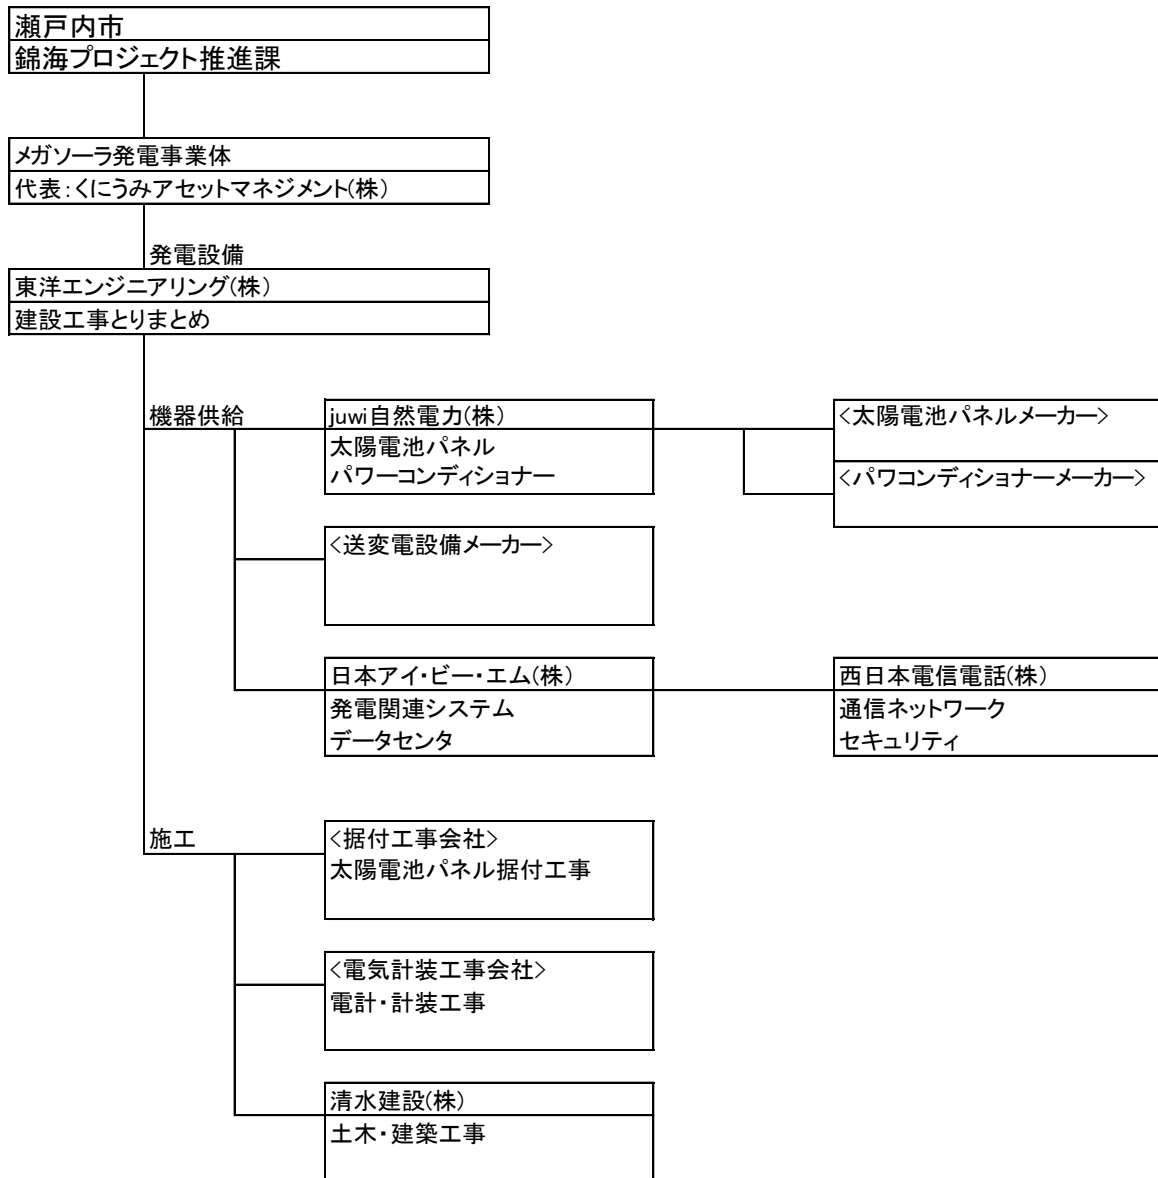 瀬戸内市
錦海プロジェクト推進課
メガソーラ発電事業体
代表：くにうみアセットマネジメント(株)
発電設備
東洋エンジニアリング(株)
建設工事とりまとめ
機器供給
juwi自然電力(株)
太陽電池パネル
パワーコンディショナー
<太陽電池パネルメーカー>
<パワコンディショナーメーカー>
<送変電設備メーカー>
日本アイ・ビー・エム(株)
発電関連システム
データセンタ
西日本電信電話(株)
通信ネットワーク
セキュリティ
施工
<据付工事会社>
太陽電池パネル据付工事
<電気計装工事会社>
電計・計装工事
清水建設(株)
土木・建築工事